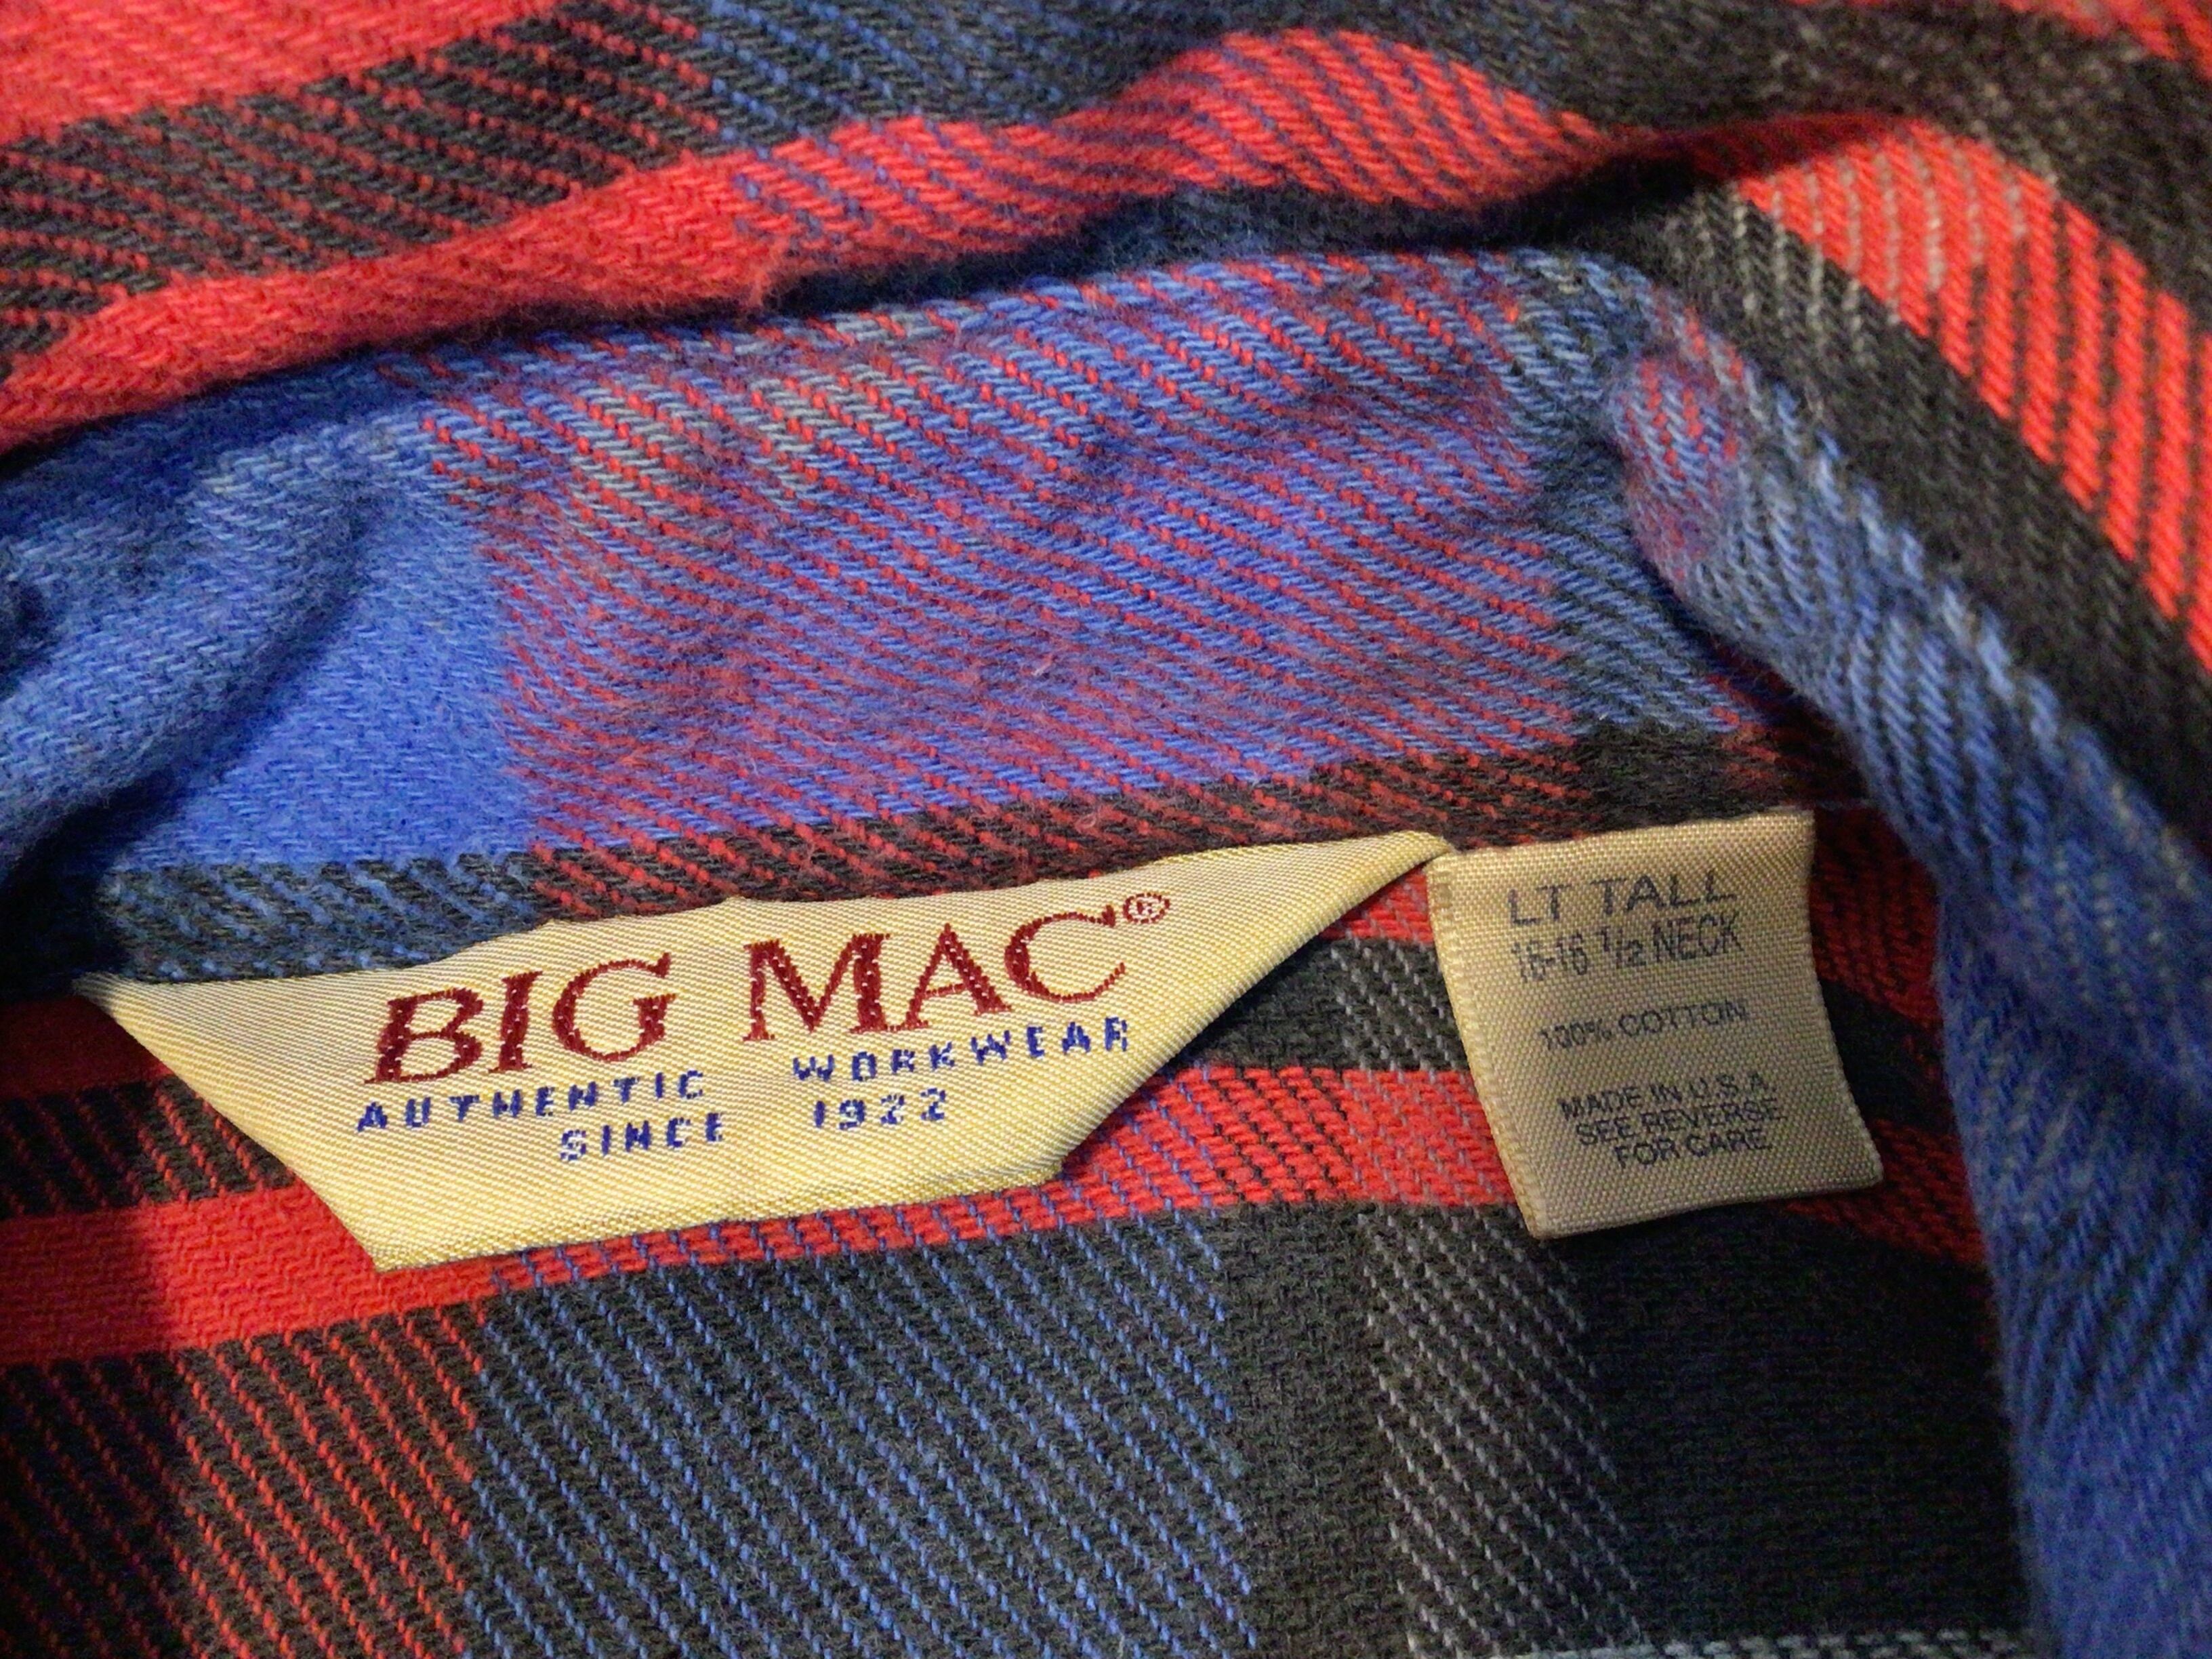 BIG MAC®
AUTHENTIC WORKWEAR
SINCE 1922
LT TALL
16-16 1/2 NECK
100% COTTON
MADE IN U.S.A.
SEE REVERSE
FOR CARE